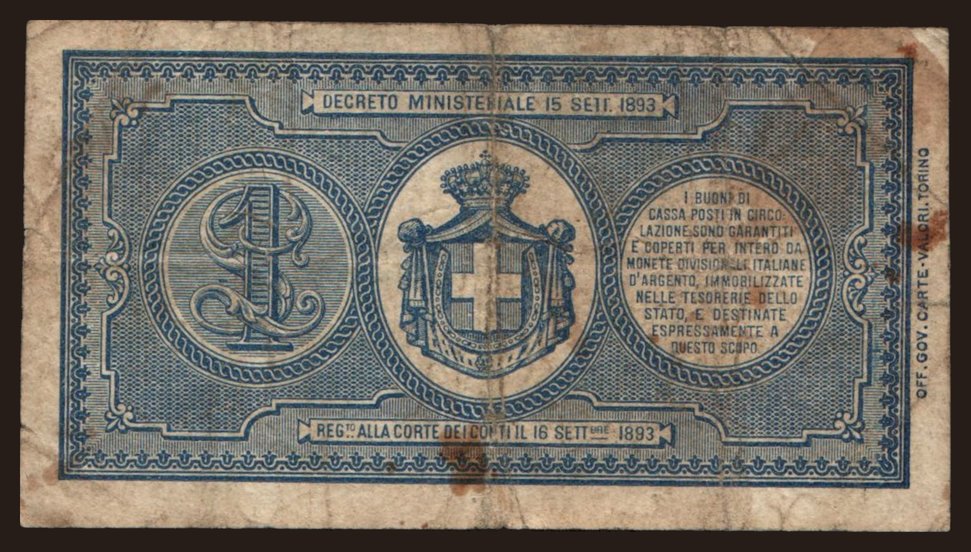 DECRETO MINISTERIALE 15 SETT. 1893
1
I BUONI DI
CASSA POSTI IN CIRCO-
LAZIONE SONO GARANTITI
E COPERTI PER INTERO DA
MONETE DIVISIONALI ITALIANE
D'ARGENTO, IMMOBILIZZATE
NELLE TESORERIE DELLO
STATO, E DESTINATE
ESPRESSAMENTE A
QUESTO SCOPO.
REG.TO ALLA CORTE DEI CONTI IL 16 SETT.BRE 1893
OFF. GOV. CARTE-VALORI. TORINO